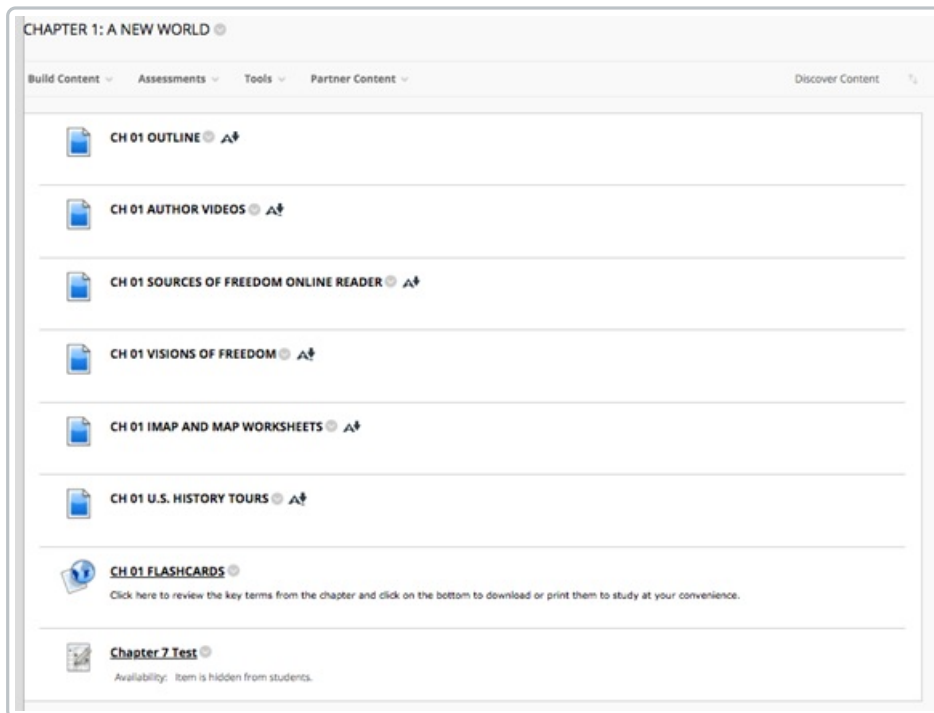 CHAPTER 1: A NEW WORLD
Build Content Assessments Tools Partner Content Discover Content
CH 01 OUTLINE
CH 01 AUTHOR VIDEOS
CH 01 SOURCES OF FREEDOM ONLINE READER
CH 01 VISIONS OF FREEDOM
CH 01 IMAP AND MAP WORKSHEETS
CH 01 U.S. HISTORY TOURS
CH 01 FLASHCARDS
Click here to review the key terms from the chapter and click on the bottom to download or print them to study at your convenience.
Chapter 7 Test
Availability: Item is hidden from students.